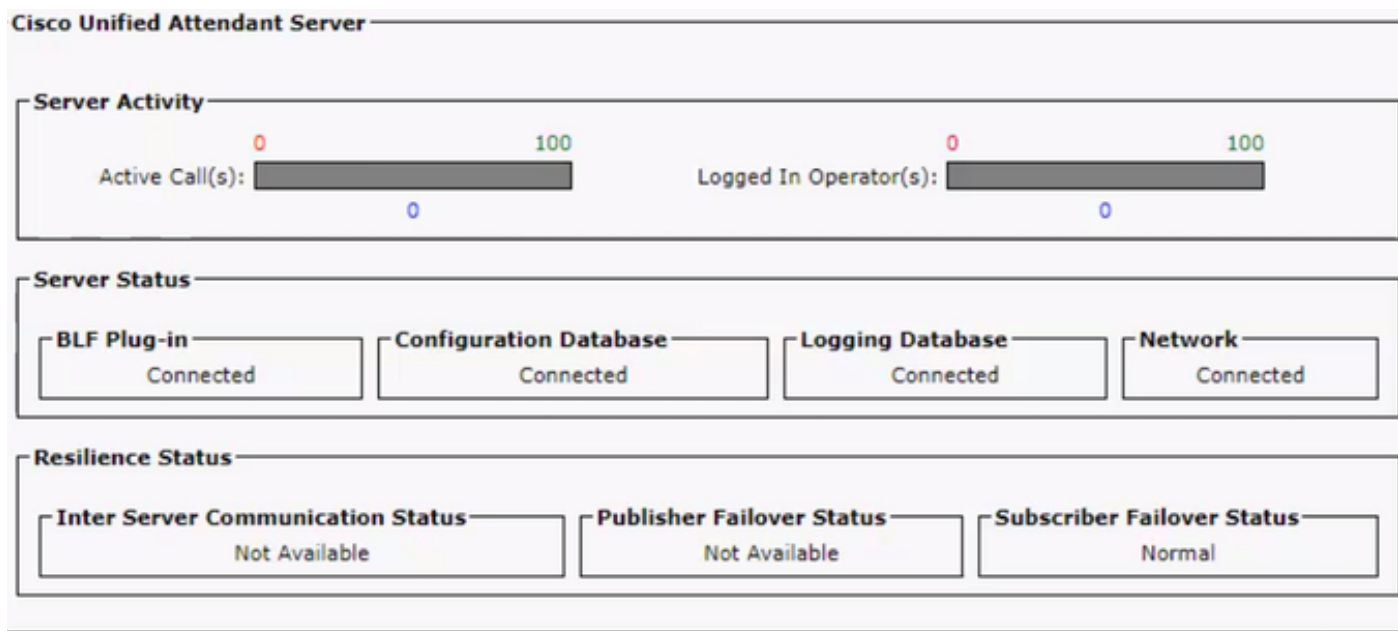 Cisco Unified Attendant Server
Server Activity
0 100 0 100
Active Call(s): Logged In Operator(s):
0 0
Server Status
BLF Plug-in Configuration Database Logging Database Network
Connected Connected Connected Connected
Resilience Status
Inter Server Communication Status Publisher Failover Status Subscriber Failover Status
Not Available Not Available Normal